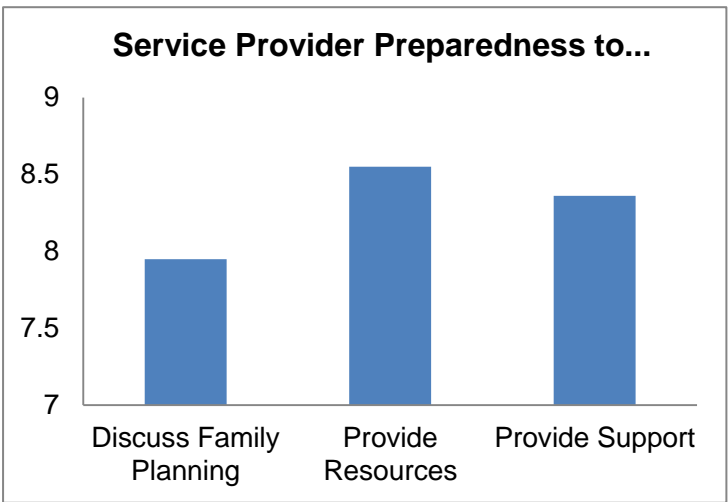 Service Provider Preparedness to...
9
8.5
8
7.5
7
Discuss Family
Planning
Provide
Resources
Provide Support